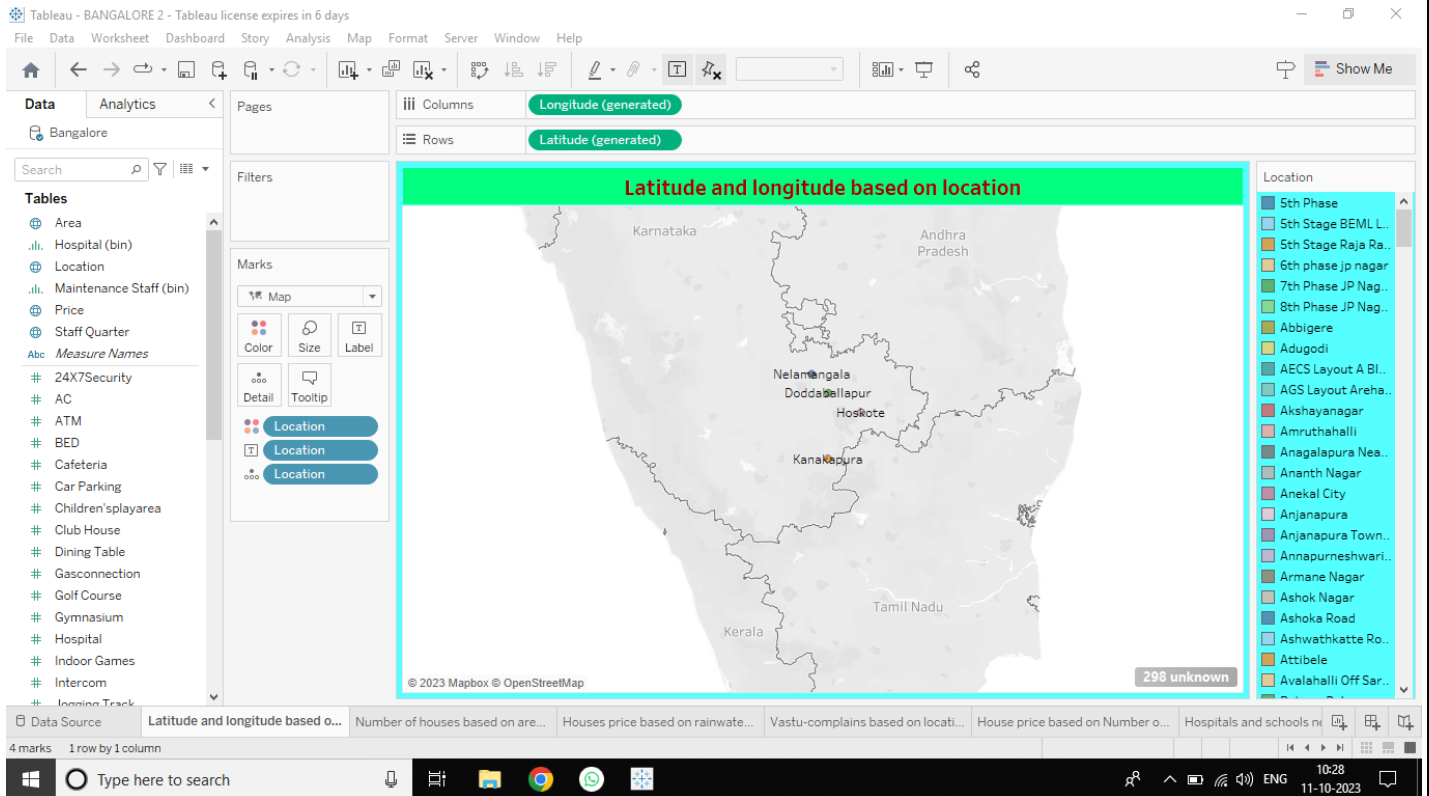 Tableau - BANGALORE 2 - Tableau license expires in 6 days
File Data Worksheet Dashboard Story Analysis Map Format Server Window Help
Show Me
Data Analytics
Bangalore
Search
Tables
Area
Hospital (bin)
Location
Maintenance Staff (bin)
Price
Staff Quarter
Abc Measure Names
# 24X7Security
# AC
# ATM
# BED
# Cafeteria
# Car Parking
# Children'splayarea
# Club House
# Dining Table
# Gasconnection
# Golf Course
# Gymnasium
# Hospital
# Indoor Games
# Intercom
# Jogging Track
Pages
Filters
Marks
Map
Color Size Label
Detail Tooltip
Location
Location
Location
Columns Longitude (generated)
Rows Latitude (generated)
Latitude and longitude based on location
Karnataka
Andhra
Pradesh
Nelamangala
Doddaballapur
Hoskote
Kanakapura
Tamil Nadu
Kerala
© 2023 Mapbox © OpenStreetMap
298 unknown
Location
5th Phase
5th Stage BEML L..
5th Stage Raja Ra..
6th phase jp nagar
7th Phase JP Nag..
8th Phase JP Nag..
Abbigere
Adugodi
AECS Layout A Bl..
AGS Layout Areha..
Akshayanagar
Amruthahalli
Anagalapura Nea..
Ananth Nagar
Anekal City
Anjanapura
Anjanapura Town..
Annapurneshwari..
Armane Nagar
Ashok Nagar
Ashoka Road
Ashwathkatte Ro..
Attibele
Avalahalli Off Sar..
Data Source Latitude and longitude based o... Number of houses based on are... Houses price based on rainwate... Vastu-complains based on locati... House price based on Number o... Hospitals and schools ne
4 marks 1 row by 1 column
Type here to search
ENG
10:28
11-10-2023